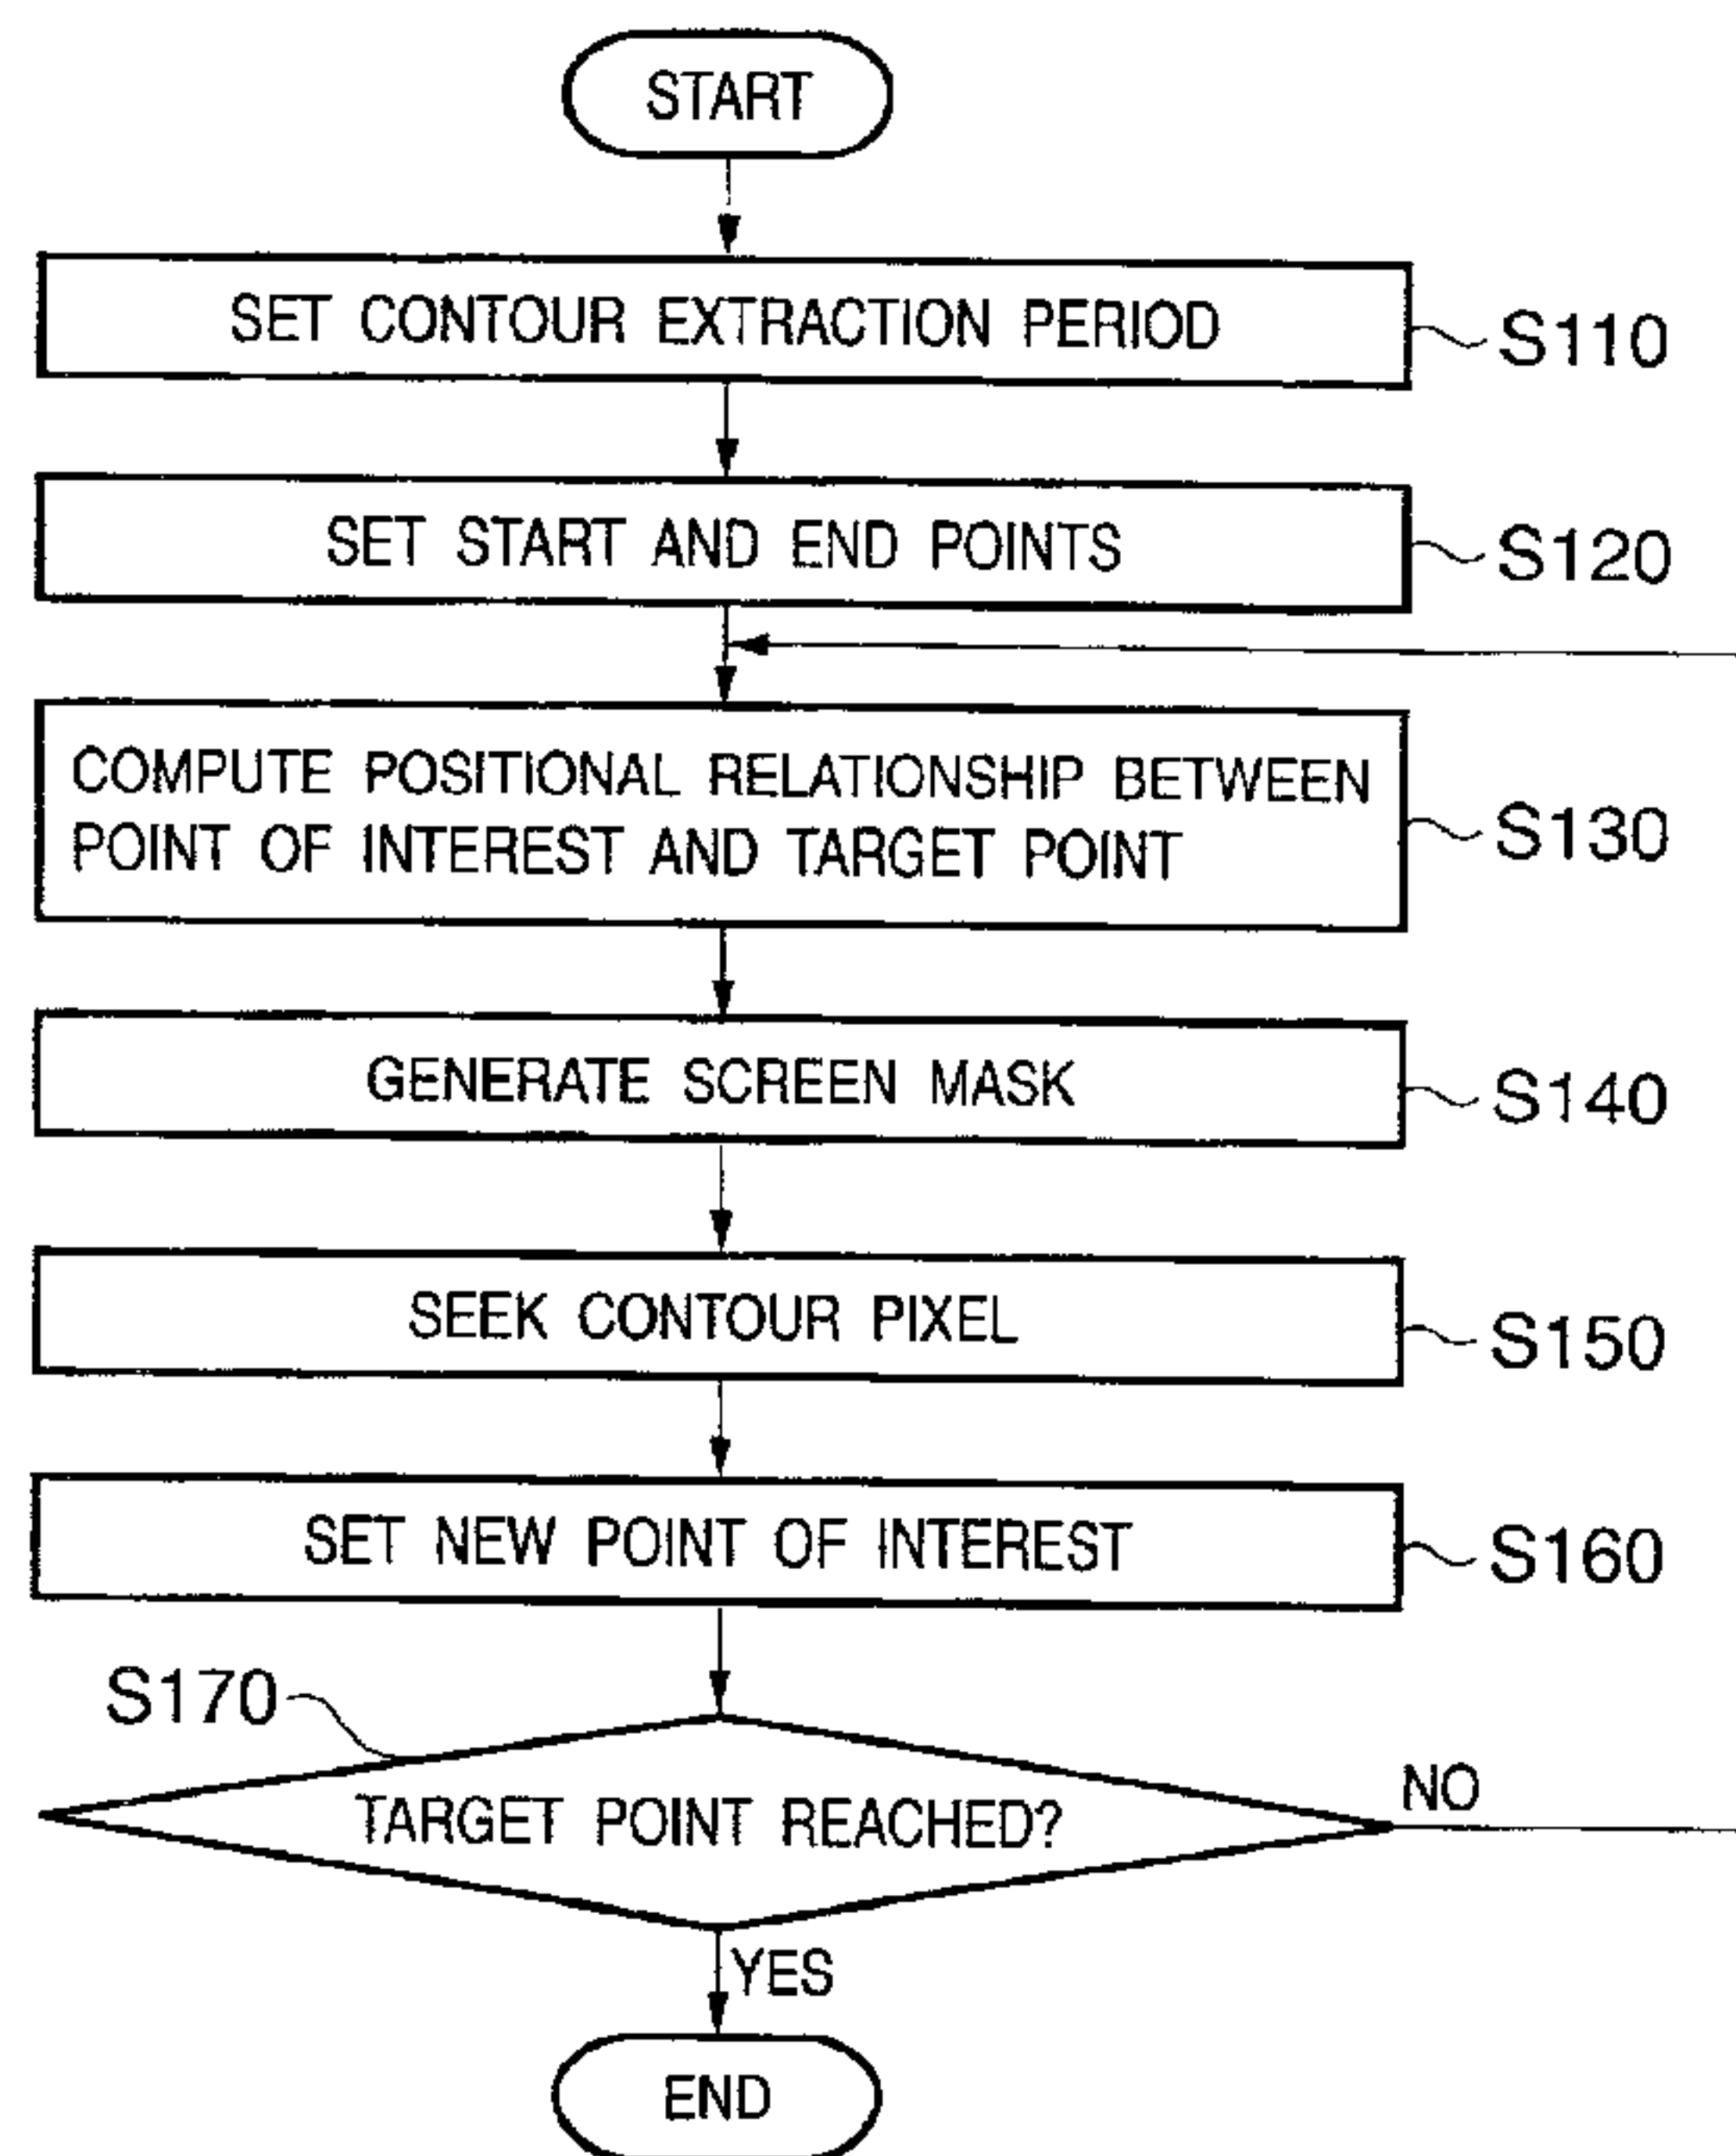 START
SET CONTOUR EXTRACTION PERIOD
S110
SET START AND END POINTS
S120
COMPUTE POSITIONAL RELATIONSHIP BETWEEN
POINT OF INTEREST AND TARGET POINT
S130
GENERATE SCREEN MASK
S140
SEEK CONTOUR PIXEL
S150
SET NEW POINT OF INTEREST
S160
S170
TARGET POINT REACHED?
NO
YES
END